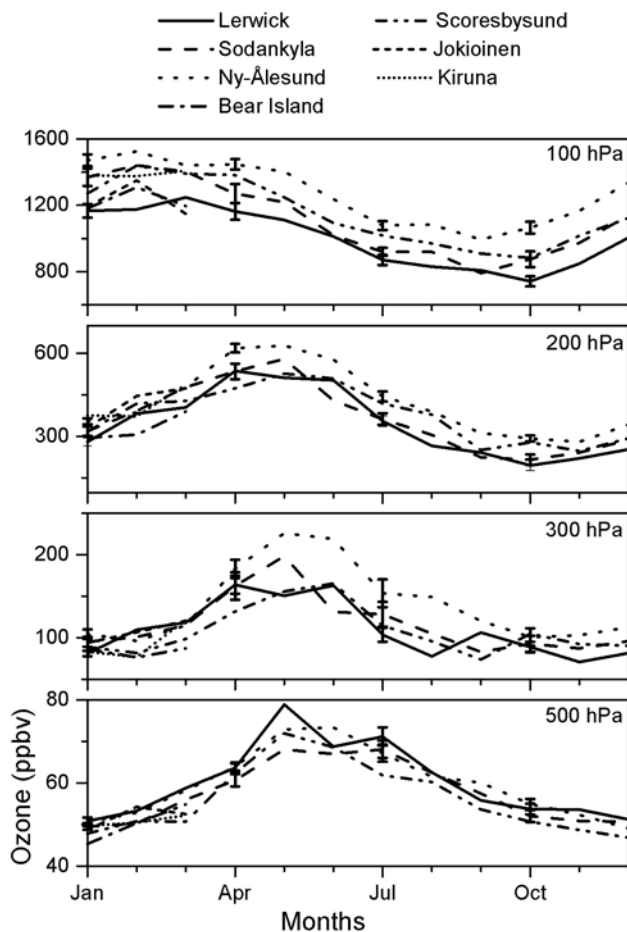 Lerwick Scoresbysund
Sodankyla Jokioinen
Ny-Ålesund Kiruna
Bear Island
1600
100 hPa
1200
800
200 hPa
600
300
300 hPa
200
100
80
500 hPa
60
40
Ozone (ppbv)
Jan Apr Jul Oct
Months